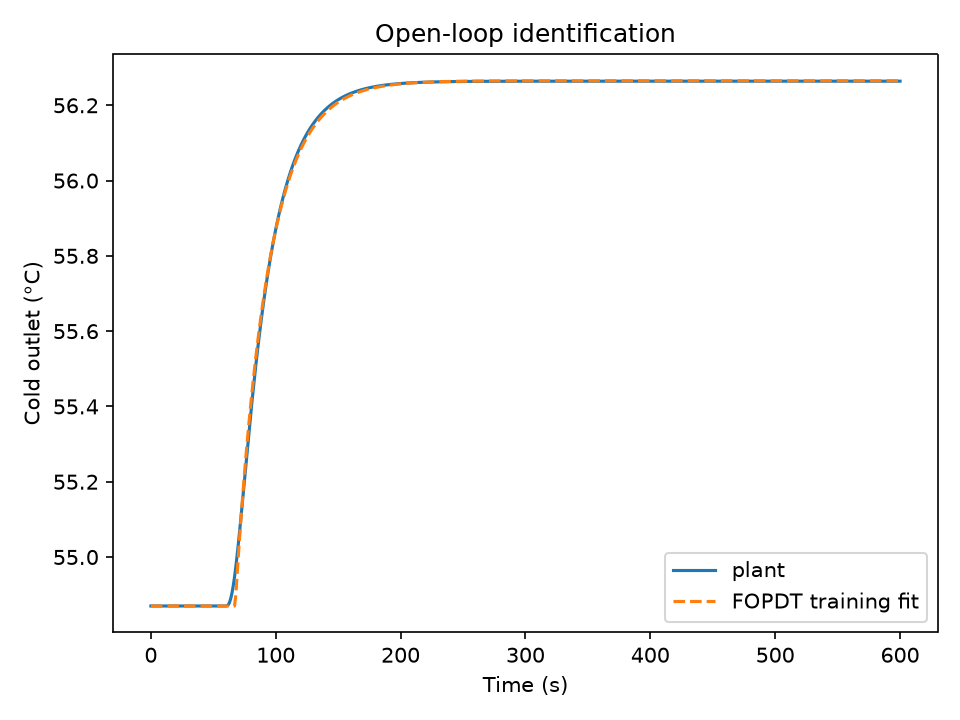 Open-loop identification
Cold outlet (°C)
56.2
56.0
55.8
55.6
55.4
55.2
55.0
plant
FOPDT training fit
0 100 200 300 400 500 600
Time (s)